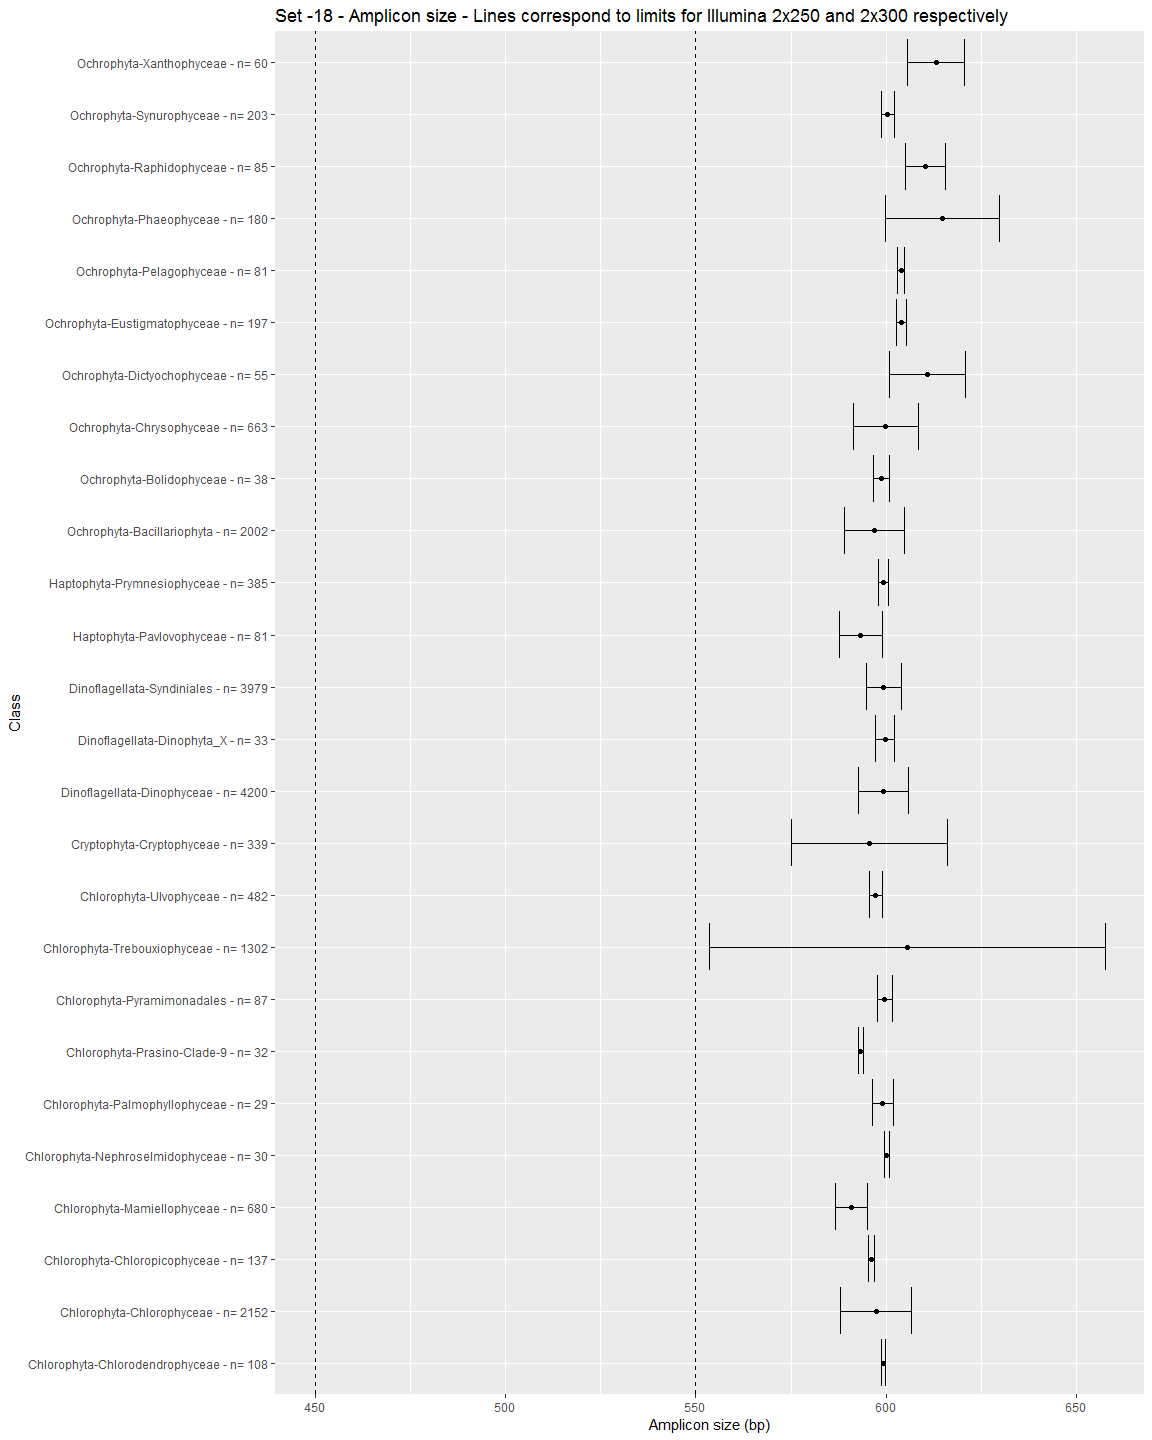 Set -18 - Amplicon size - Lines correspond to limits for Illumina 2x250 and 2x300 respectively
Ochrophyta-Xanthophyceae - n= 60
Ochrophyta-Synurophyceae - n= 203
Ochrophyta-Raphidophyceae - n= 85
Ochrophyta-Phaeophyceae - n= 180
Ochrophyta-Pelagophyceae - n= 81
Ochrophyta-Eustigmatophyceae - n= 197
Ochrophyta-Dictyochophyceae - n= 55
Ochrophyta-Chrysophyceae - n= 663
Ochrophyta-Bolidophyceae - n= 38
Ochrophyta-Bacillariophyta - n= 2002
Haptophyta-Prymnesiophyceae - n= 385
Haptophyta-Pavlovophyceae - n= 81
Dinoflagellata-Syndiniales - n= 3979
Dinoflagellata-Dinophyta_X - n= 33
Dinoflagellata-Dinophyceae - n= 4200
Cryptophyta-Cryptophyceae - n= 339
Chlorophyta-Ulvophyceae - n= 482
Chlorophyta-Trebouxiophyceae - n= 1302
Chlorophyta-Pyramimonadales - n= 87
Chlorophyta-Prasino-Clade-9 - n= 32
Chlorophyta-Palmophyllophyceae - n= 29
Chlorophyta-Nephroselmidophyceae - n= 30
Chlorophyta-Mamiellophyceae - n= 680
Chlorophyta-Chloropicophyceae - n= 137
Chlorophyta-Chlorophyceae - n= 2152
Chlorophyta-Chlorodendrophyceae - n= 108
Class
450 500 550 600 650
Amplicon size (bp)